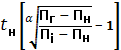 tн [ α√((Пг − Пн)/(Пi − Пн)) − 1 ]